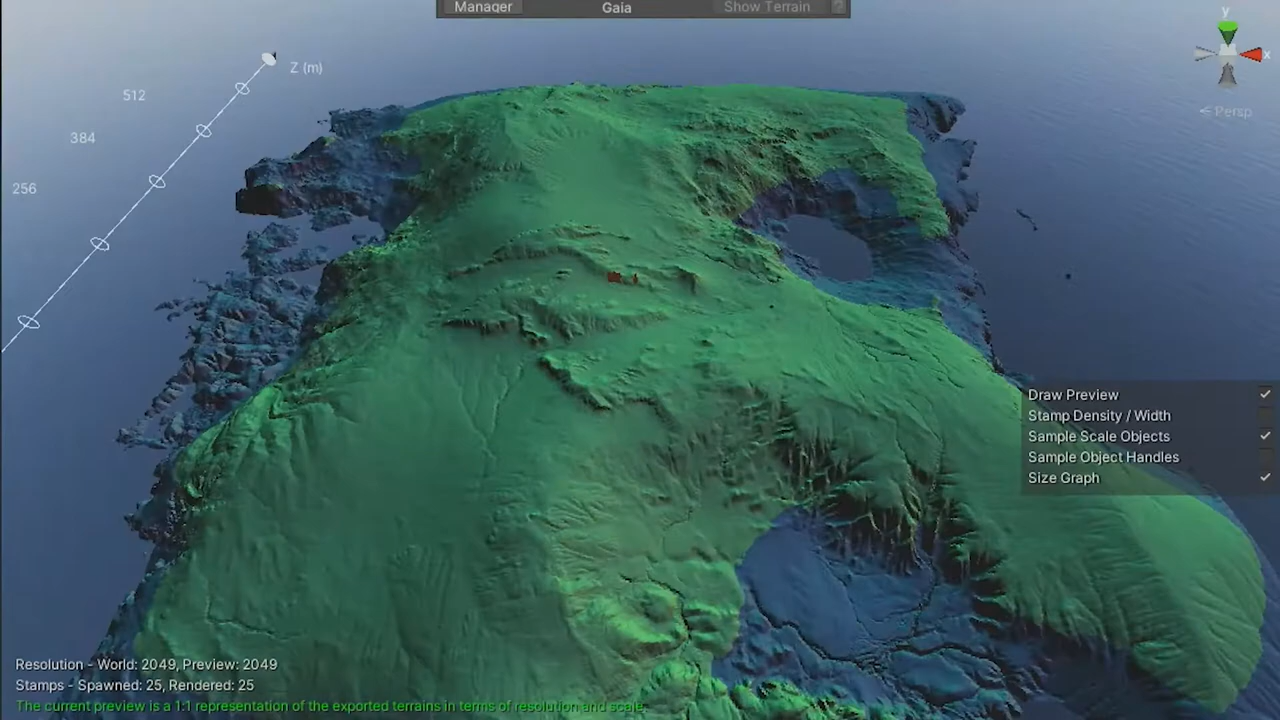 Manager Gaia Show Terrain ?
y
x
Persp
Z (m)
512
384
256
Draw Preview
Stamp Density / Width
Sample Scale Objects
Sample Object Handles
Size Graph
Resolution - World: 2049, Preview: 2049
Stamps - Spawned: 25, Rendered: 25
The current preview is a 1:1 representation of the exported terrains in terms of resolution and scale.